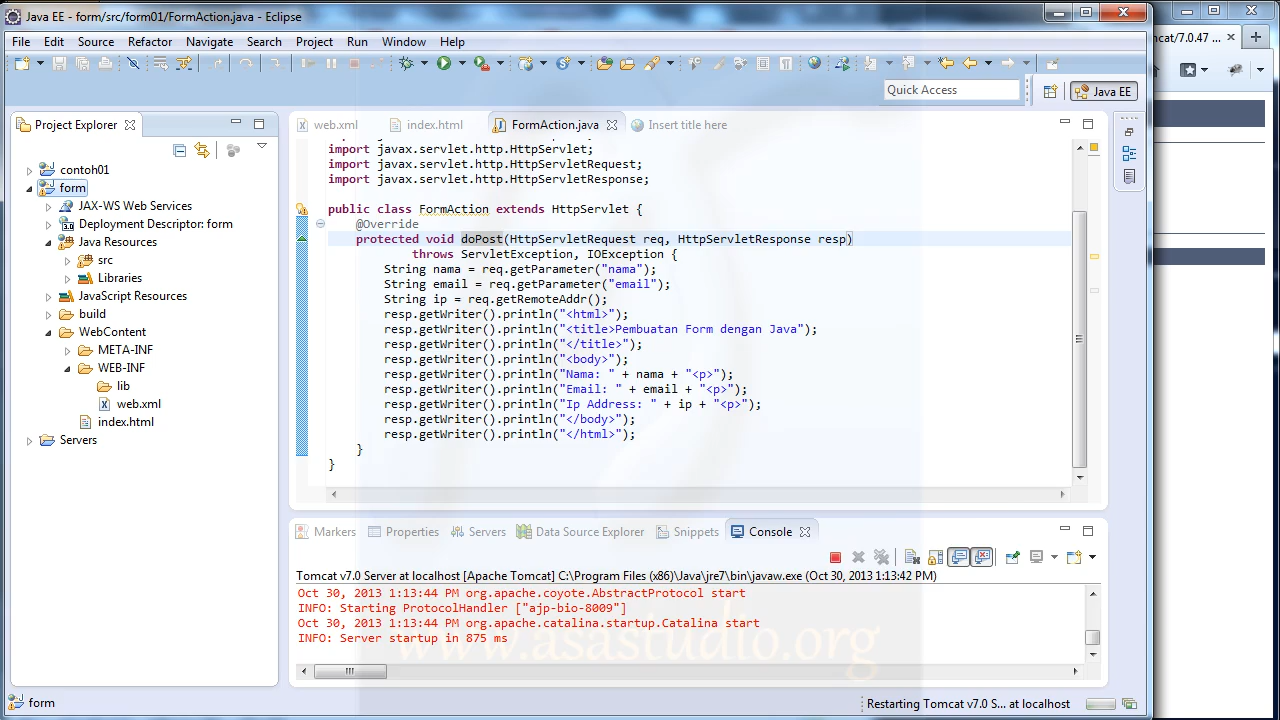 Java EE - form/src/form01/FormAction.java - Eclipse
File Edit Source Refactor Navigate Search Project Run Window Help
Quick Access
Java EE
mcat/7.0.47 ...
Project Explorer
contoh01
form
JAX-WS Web Services
Deployment Descriptor: form
Java Resources
src
Libraries
JavaScript Resources
build
WebContent
META-INF
WEB-INF
lib
web.xml
index.html
Servers
web.xml index.html FormAction.java Insert title here
import javax.servlet.http.HttpServlet;
import javax.servlet.http.HttpServletRequest;
import javax.servlet.http.HttpServletResponse;
public class FormAction extends HttpServlet {
@Override
protected void doPost(HttpServletRequest req, HttpServletResponse resp)
throws ServletException, IOException {
String nama = req.getParameter("nama");
String email = req.getParameter("email");
String ip = req.getRemoteAddr();
resp.getWriter().println("<html>");
resp.getWriter().println("<title>Pembuatan Form dengan Java");
resp.getWriter().println("</title>");
resp.getWriter().println("<body>");
resp.getWriter().println("Nama: " + nama + "<p>");
resp.getWriter().println("Email: " + email + "<p>");
resp.getWriter().println("Ip Address: " + ip + "<p>");
resp.getWriter().println("</body>");
resp.getWriter().println("</html>");
}
}
Markers Properties Servers Data Source Explorer Snippets Console
Tomcat v7.0 Server at localhost [Apache Tomcat] C:\Program Files (x86)\Java\jre7\bin\javaw.exe (Oct 30, 2013 1:13:42 PM)
Oct 30, 2013 1:13:44 PM org.apache.coyote.AbstractProtocol start
INFO: Starting ProtocolHandler ["ajp-bio-8009"]
Oct 30, 2013 1:13:44 PM org.apache.catalina.startup.Catalina start
INFO: Server startup in 875 ms
www.asastudio.org
form
Restarting Tomcat v7.0 S... at localhost